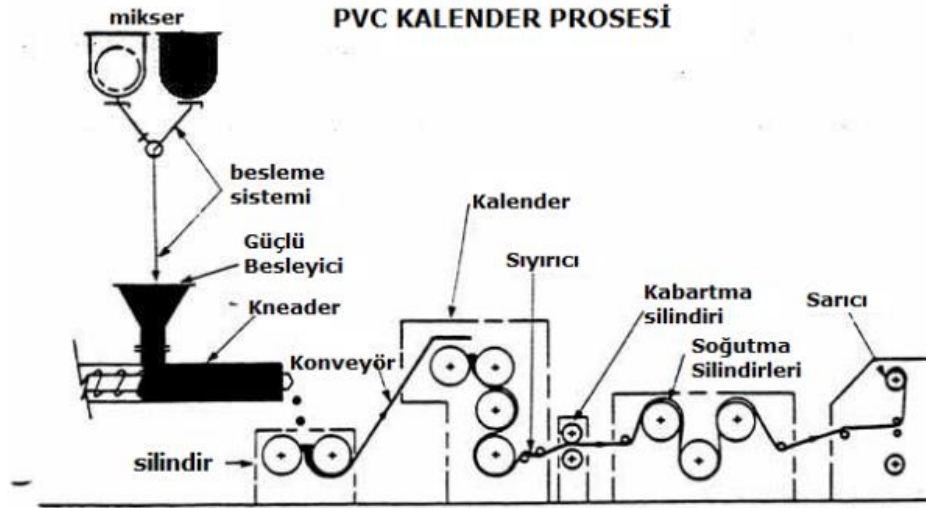 mikser
PVC KALENDER PROSESİ
besleme
sistemi
Kalender
Güçlü
Besleyici
Sıyırıcı
Kneader
Kabartma
silindiri
Sarıcı
Konveyör
Soğutma
Silindirleri
silindir